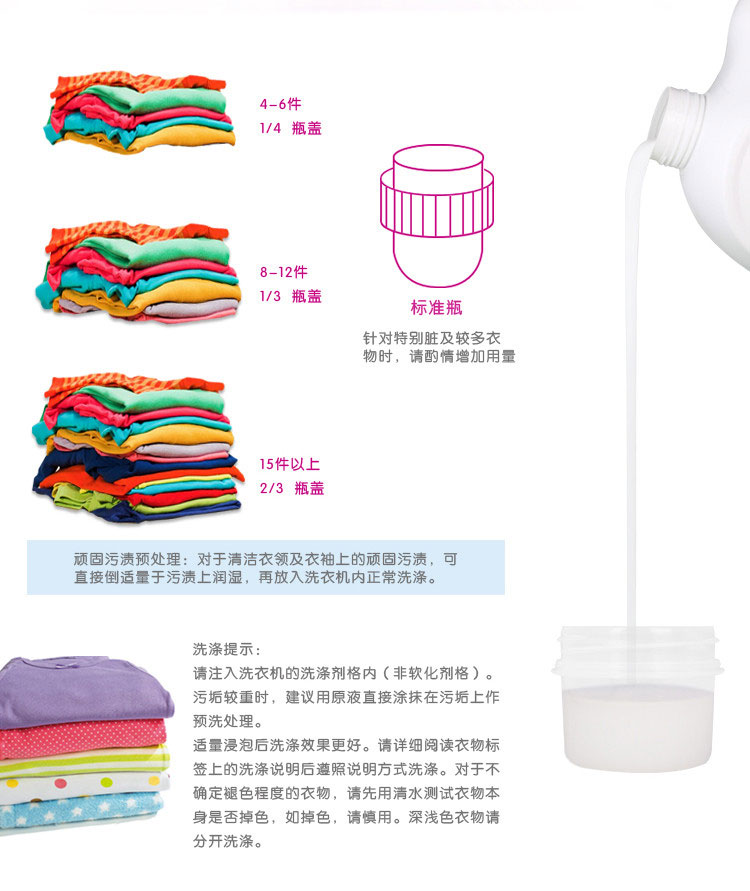 4-6件
1/4 瓶盖
8-12件
1/3 瓶盖
标准瓶
针对特别脏及较多衣
物时，请酌情增加用量
15件以上
2/3 瓶盖
顽固污渍预处理：对于清洁衣领及衣袖上的顽固污渍，可
直接倒适量于污渍上润湿，再放入洗衣机内正常洗涤。
洗涤提示：
请注入洗衣机的洗涤剂格内（非软化剂格）。
污垢较重时，建议用原液直接涂抹在污垢上作
预洗处理。
适量浸泡后洗涤效果更好。请详细阅读衣物标
签上的洗涤说明后遵照说明方式洗涤。对于不
确定褪色程度的衣物，请先用清水测试衣物本
身是否掉色，如掉色，请慎用。深浅色衣物请
分开洗涤。